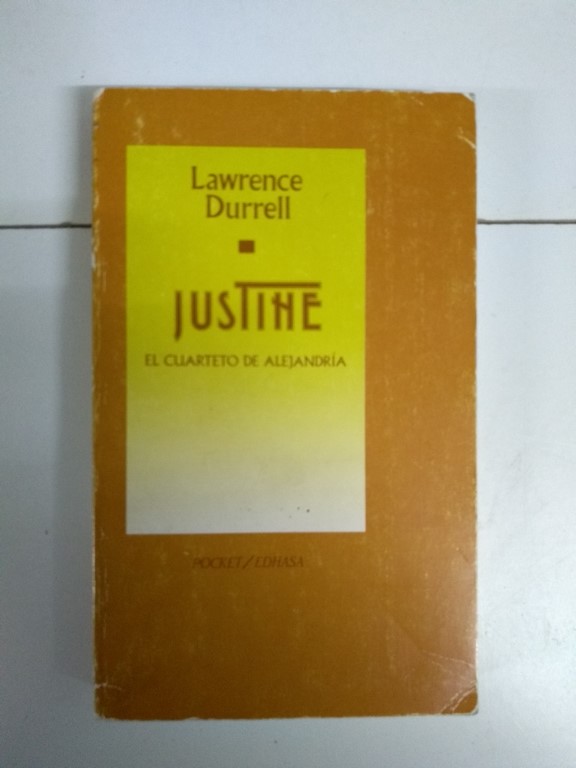 Lawrence
Durrell
JUSTINE
EL CUARTETO DE ALEJANDRÍA
POCKET/EDHASA